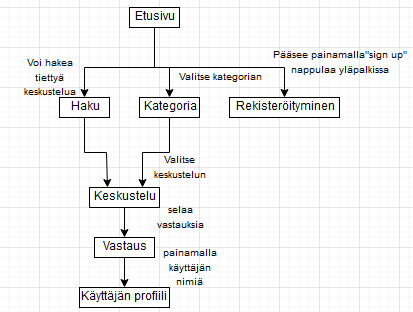 Etusivu
Voi hakea
tiettyä
keskustelua
Valitse kategorian
Pääsee painamalla"sign up"
nappulaa yläpalkissa
Haku
Kategoria
Rekisteröityminen
Valitse
keskustelun
Keskustelu
selaa
vastauksia
Vastaus
painamalla
käyttäjän
nimiä
Käyttäjän profiili